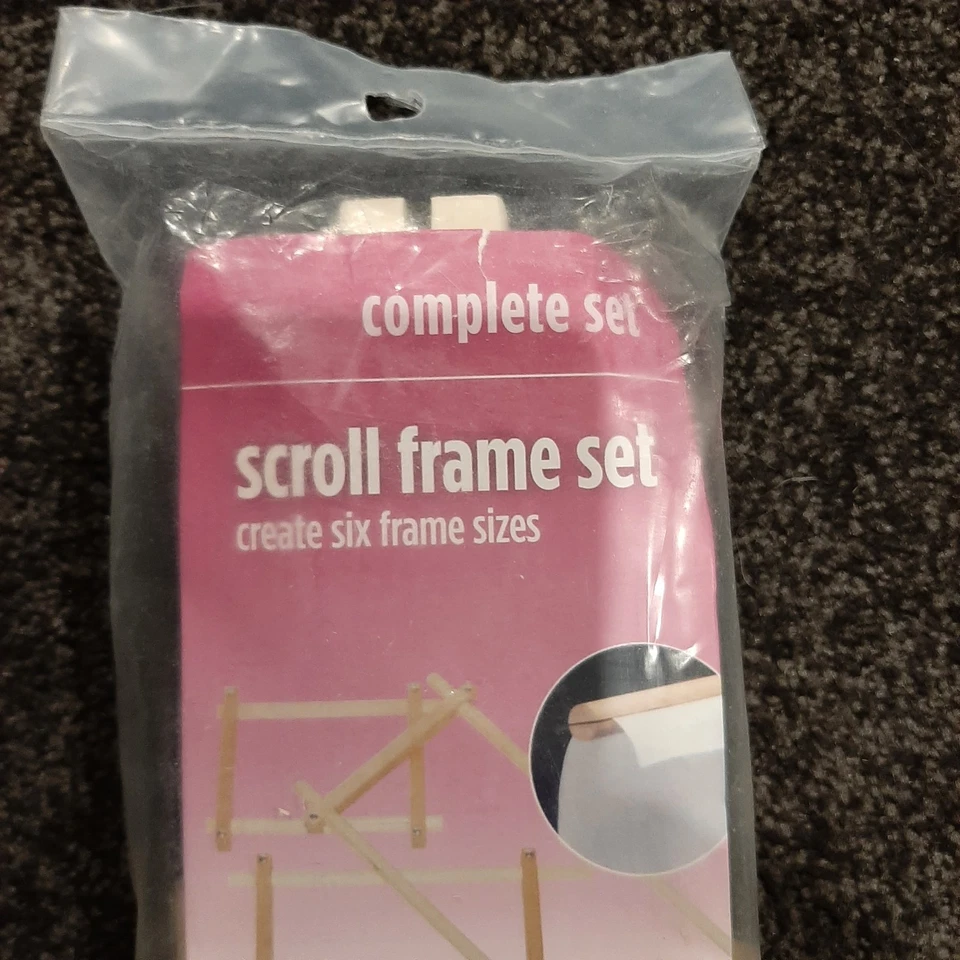 complete set
scroll frame set
create six frame sizes